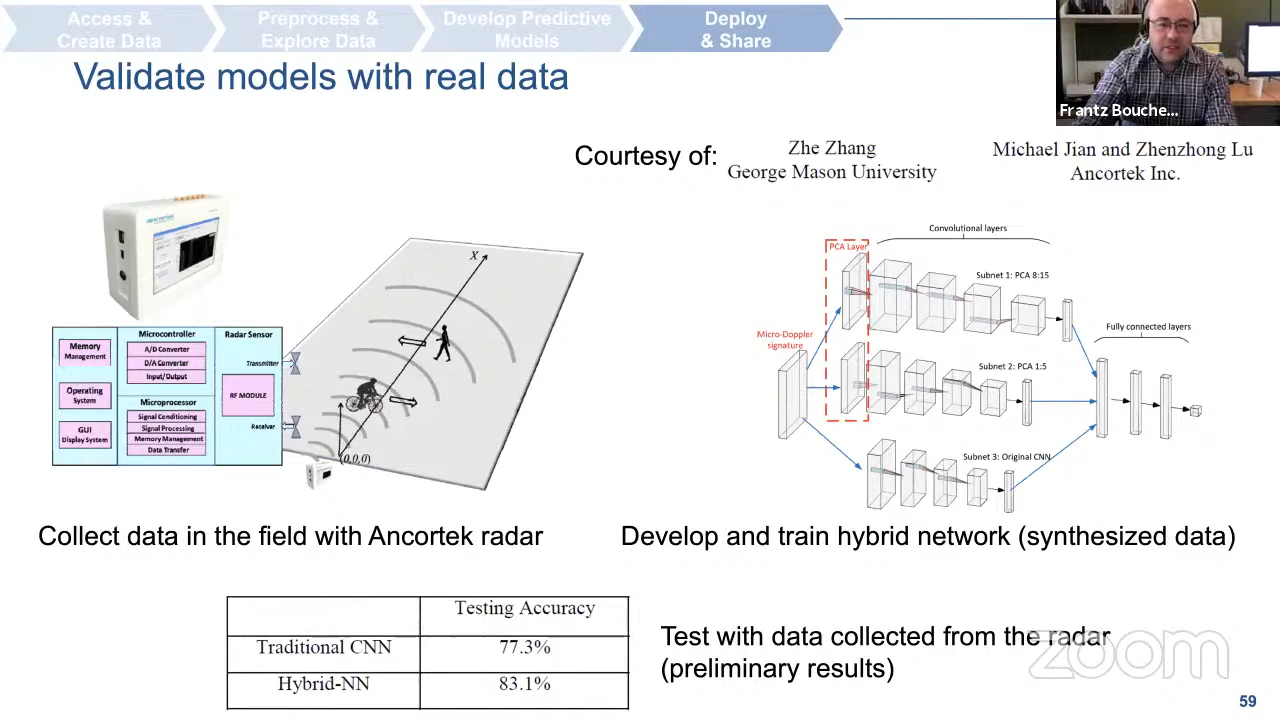 Access &
Create Data
Preprocess &
Explore Data
Develop Predictive
Models
Deploy
& Share
Validate models with real data
Frantz Bouche...
Courtesy of:
Zhe Zhang
George Mason University
Michael Jian and Zhenzhong Lu
Ancortek Inc.
ANCORTEK
Memory
Management
Operating
System
GUI
Display System
Microcontroller
A/D Converter
D/A Converter
Input/Output
Microprocessor
Signal Conditioning
Signal Processing
Memory Management
Data Transfer
Radar Sensor
Transmitter
RF MODULE
Receiver
X
(0,0,0)
Convolutional layers
PCA Layer
Subnet 1: PCA 8:15
Micro-Doppler
signature
Fully connected layers
Subnet 2: PCA 1:5
Subnet 3: Original CNN
Collect data in the field with Ancortek radar
Develop and train hybrid network (synthesized data)
Testing Accuracy
Traditional CNN 77.3%
Hybrid-NN 83.1%
Test with data collected from the radar
(preliminary results)
zoom
59